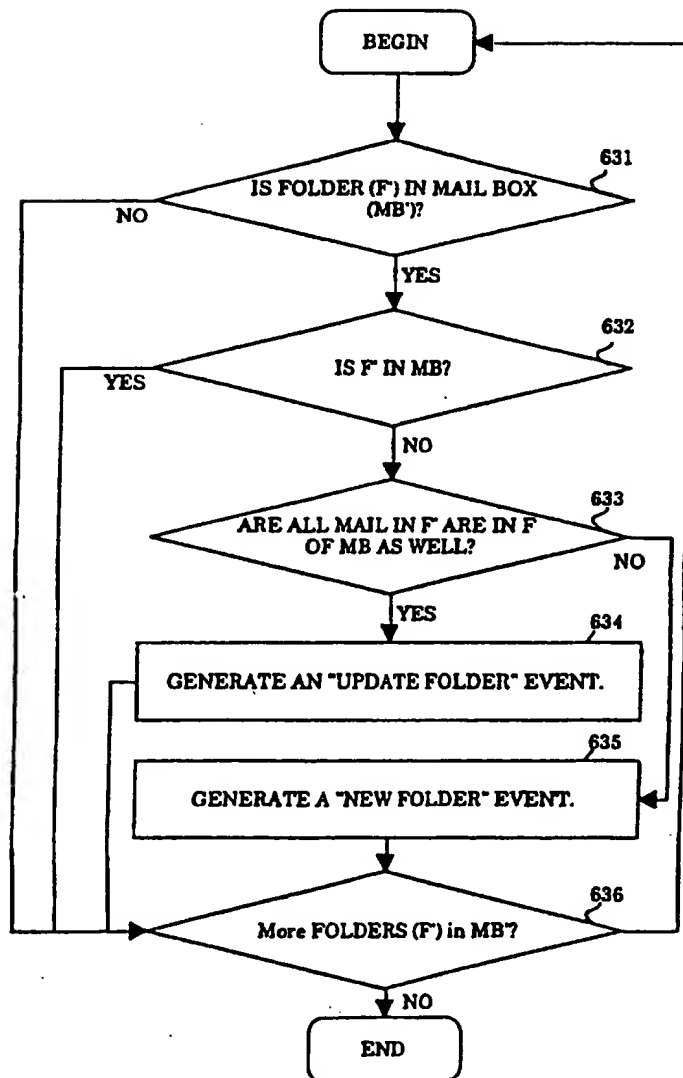 BEGIN
631
IS FOLDER (F') IN MAIL BOX
(MB')?
NO
YES
632
IS F' IN MB?
YES
NO
633
ARE ALL MAIL IN F' ARE IN F
OF MB AS WELL?
NO
YES
634
GENERATE AN "UPDATE FOLDER" EVENT.
635
GENERATE A "NEW FOLDER" EVENT.
636
More FOLDERS (F') in MB'?
NO
END